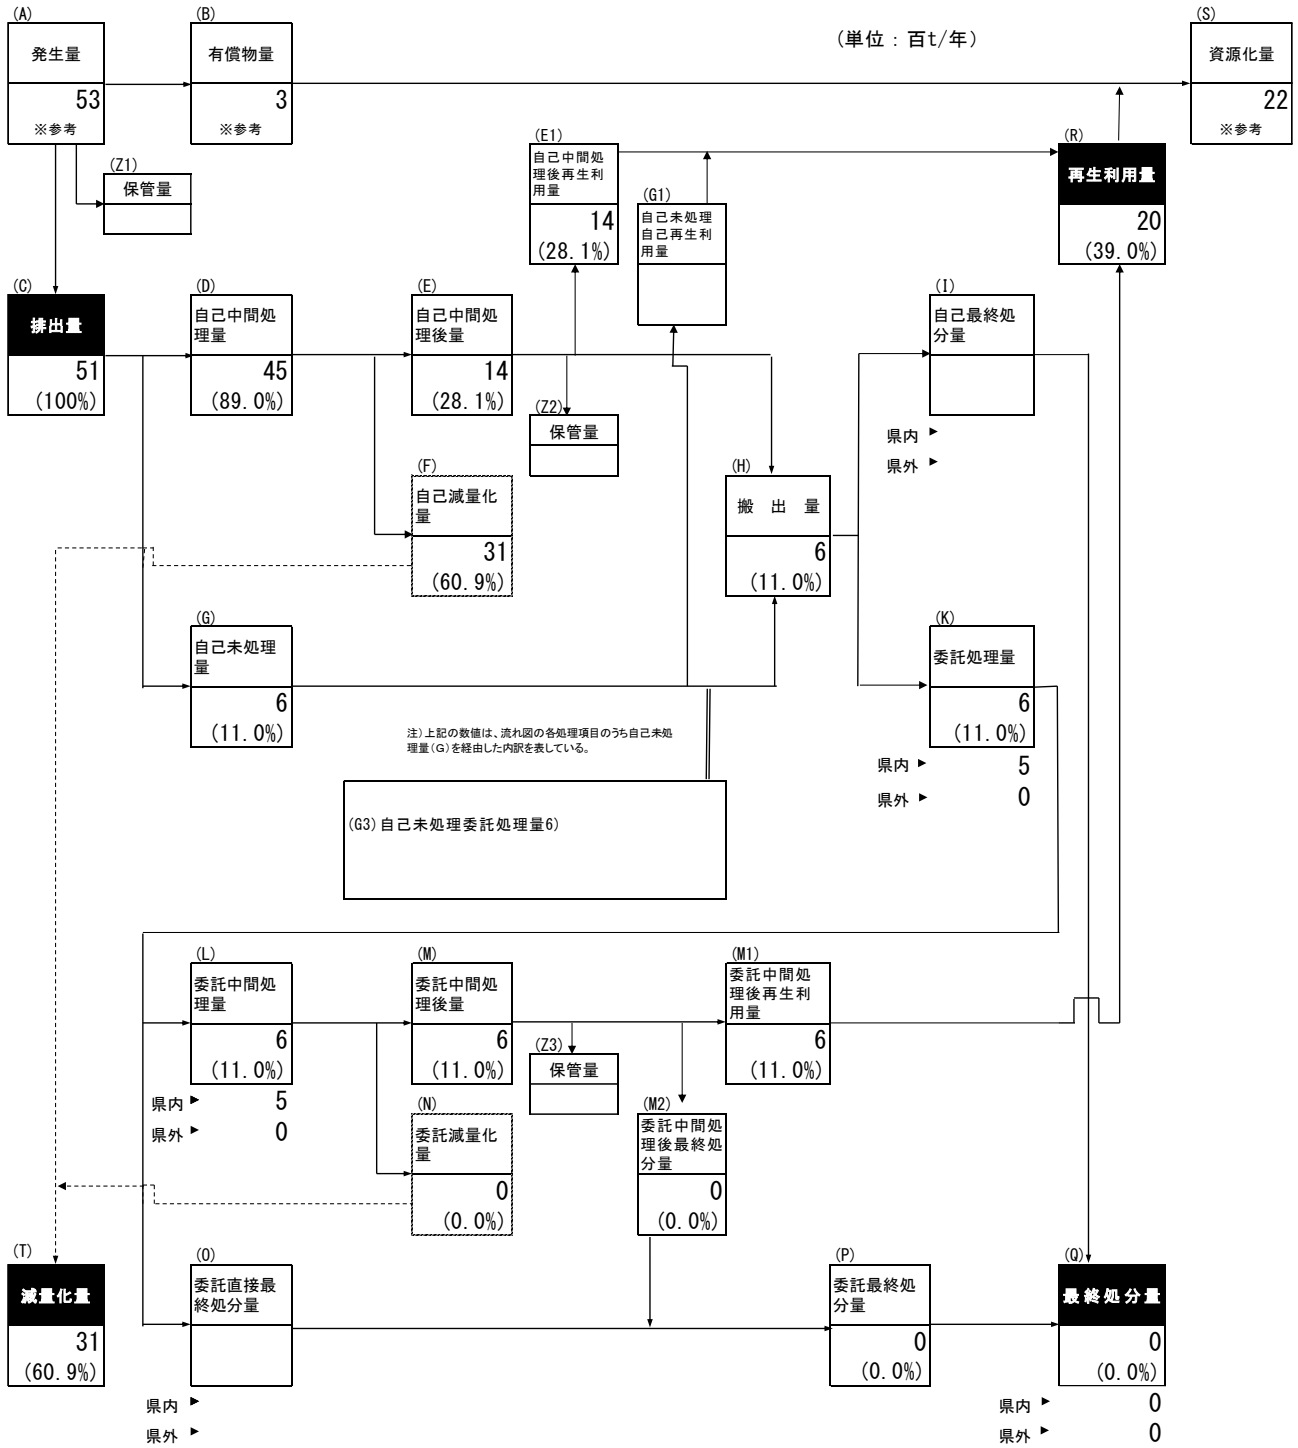 (A)
発生量
53
※参考
(B)
有償物量
3
※参考
(単位：百t/年)
(S)
資源化量
22
※参考
(Z1)
保管量
(E1)
自己中間処
理後再生利
用量
14
(28.1%)
(G1)
自己未処理
自己再生利
用量
(R)
再生利用量
20
(39.0%)
(C)
排出量
51
(100%)
(D)
自己中間処
理量
45
(89.0%)
(E)
自己中間処
理後量
14
(28.1%)
(Z2)
保管量
(I)
自己最終処
分量
県内 ▶
県外 ▶
(F)
自己減量化
量
31
(60.9%)
(H)
搬 出 量
6
(11.0%)
(G)
自己未処理
量
6
(11.0%)
(K)
委託処理量
6
(11.0%)
県内 ▶ 5
県外 ▶ 0
注)上記の数値は、流れ図の各処理項目のうち自己未処
理量(G)を経由した内訳を表している。
(G3)自己未処理委託処理量6)
(L)
委託中間処
理量
6
(11.0%)
県内 ▶ 5
県外 ▶ 0
(M)
委託中間処
理後量
6
(11.0%)
(Z3)
保管量
(M1)
委託中間処
理後再生利
用量
6
(11.0%)
(N)
委託減量化
量
0
(0.0%)
(M2)
委託中間処
理後最終処
分量
0
(0.0%)
(T)
減量化量
31
(60.9%)
(O)
委託直接最
終処分量
県内 ▶
県外 ▶
(P)
委託最終処
分量
0
(0.0%)
(Q)
最終処分量
0
(0.0%)
県内 ▶ 0
県外 ▶ 0